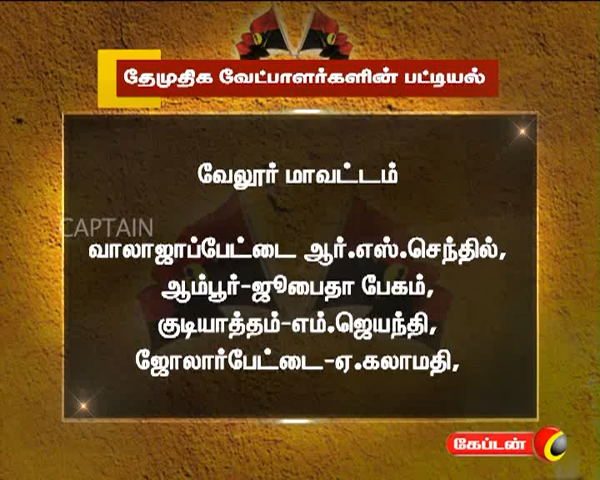 தேமுதிக வேட்பாளர்களின் பட்டியல்
வேலூர் மாவட்டம்
CAPTAIN
வாலாஜாப்பேட்டை ஆர்.எஸ்.செந்தில்,
ஆம்பூர்-ஜூபைதா பேகம்,
குடியாத்தம்-எம்.ஜெயந்தி,
ஜோலார்பேட்டை-ஏ.கலாமதி,
கேப்டன்